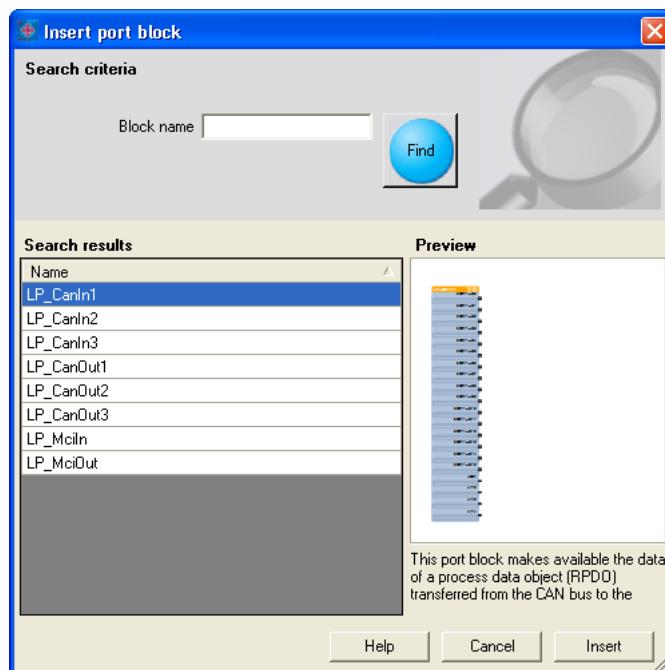 Insert port block
Search criteria
Block name
Find
Search results
Preview
Name
LP_CanIn1
LP_CanIn2
LP_CanIn3
LP_CanOut1
LP_CanOut2
LP_CanOut3
LP_MciIn
LP_MciOut
This port block makes available the data
of a process data object (RPDO)
transferred from the CAN bus to the
Help
Cancel
Insert